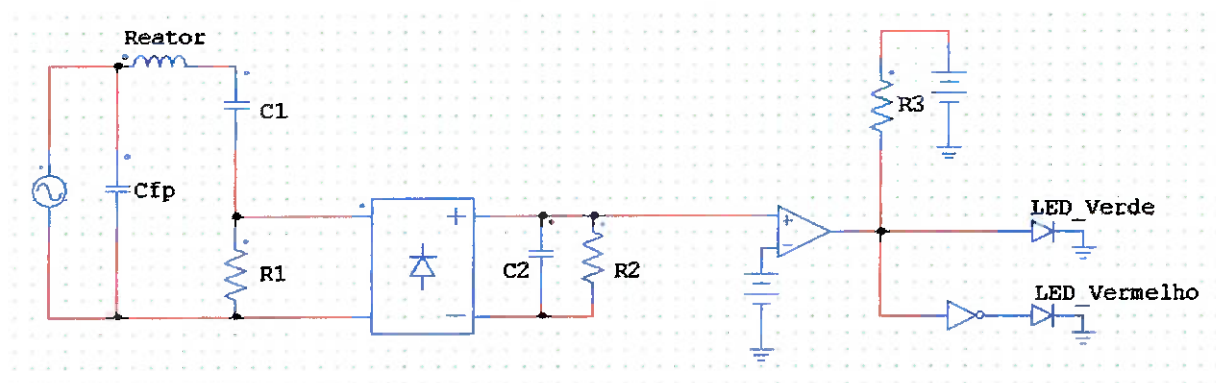 Reator
C1
Cfp
R1
C2
R2
R3
LED_Verde
LED_Vermelho